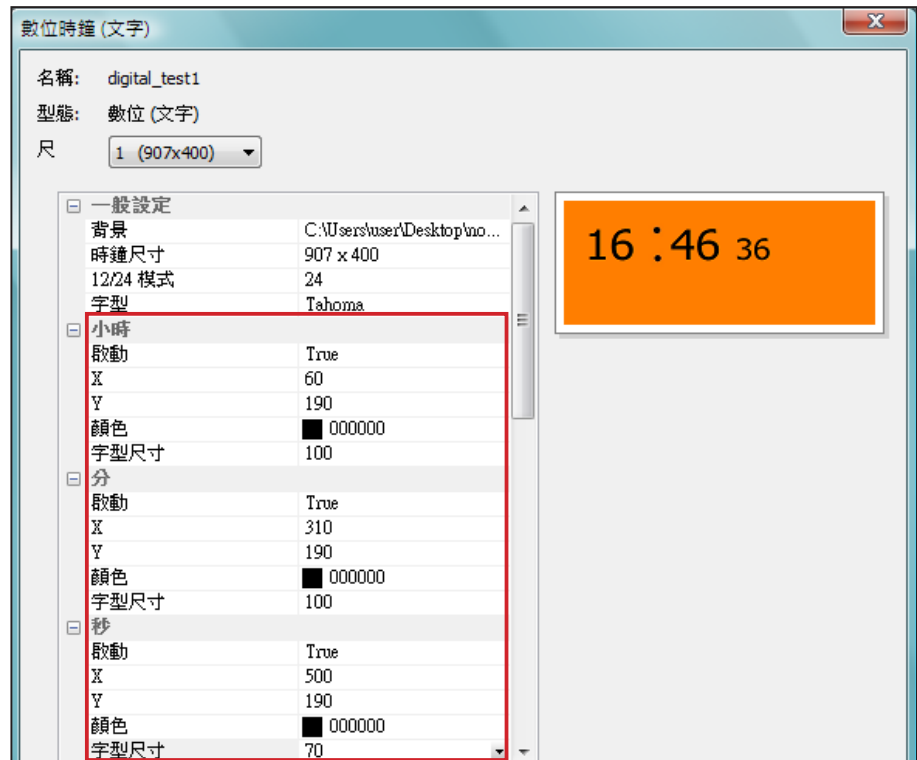 數位時鐘 (文字)
名稱: digital_test1
型態: 數位 (文字)
尺 1 (907x400)
一般設定
背景 C:\Users\user\Desktop\no...
時鐘尺寸 907 x 400
12/24 模式 24
字型 Tahoma
小時
啟動 True
X 60
Y 190
顏色 000000
字型尺寸 100
分
啟動 True
X 310
Y 190
顏色 000000
字型尺寸 100
秒
啟動 True
X 500
Y 190
顏色 000000
字型尺寸 70
16 : 46 36